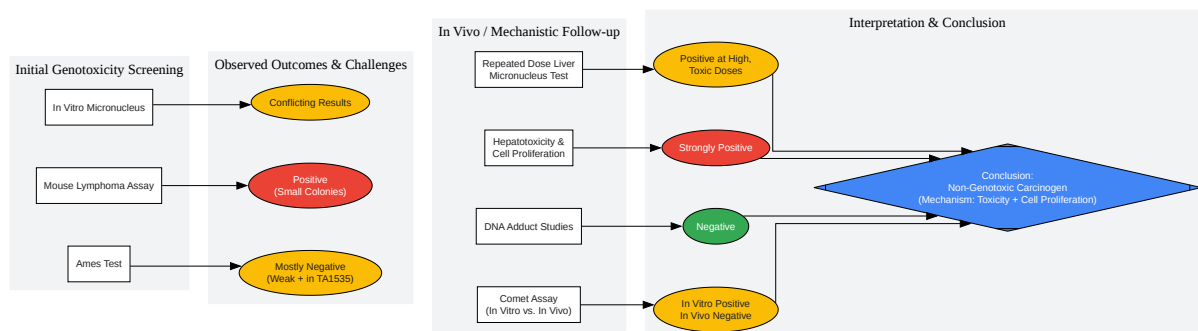 Initial Genotoxicity Screening
In Vitro Micronucleus
Mouse Lymphoma Assay
Ames Test
Observed Outcomes & Challenges
Conflicting Results
Positive
(Small Colonies)
Mostly Negative
(Weak + in TA1535)
In Vivo / Mechanistic Follow-up
Repeated Dose Liver
Micronucleus Test
Hepatotoxicity &
Cell Proliferation
DNA Adduct Studies
Comet Assay
(In Vitro vs. In Vivo)
Interpretation & Conclusion
Positive at High,
Toxic Doses
Strongly Positive
Negative
In Vitro Positive
In Vivo Negative
Conclusion:
Non-Genotoxic Carcinogen
(Mechanism: Toxicity + Cell Proliferation)